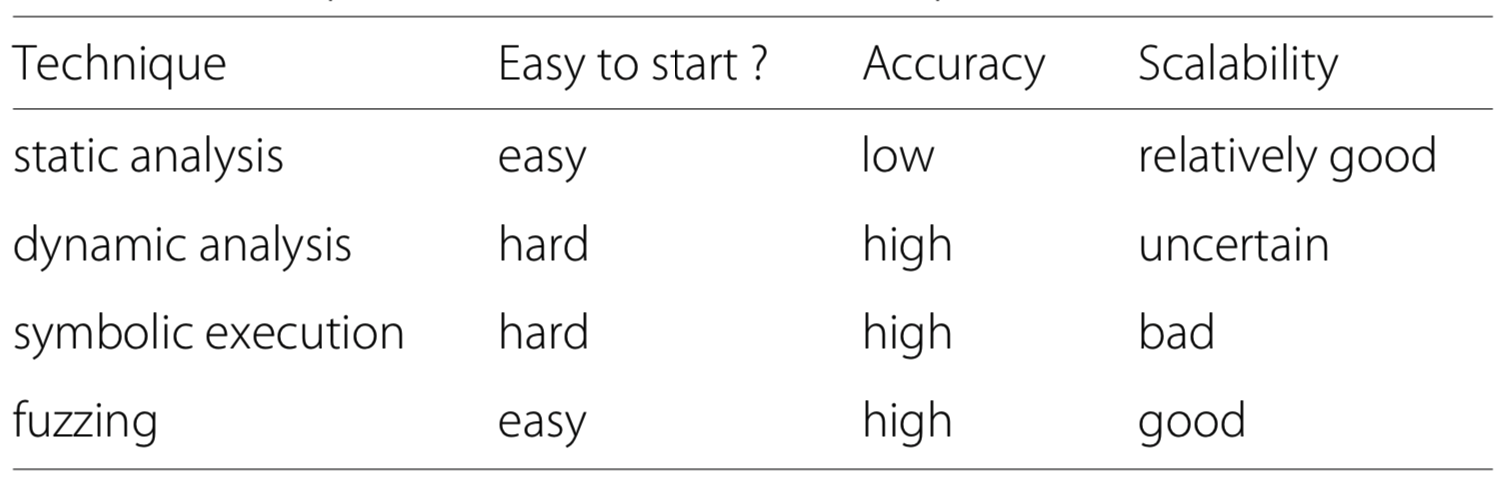 Technique Easy to start ? Accuracy Scalability
static analysis easy low relatively good
dynamic analysis hard high uncertain
symbolic execution hard high bad
fuzzing easy high good